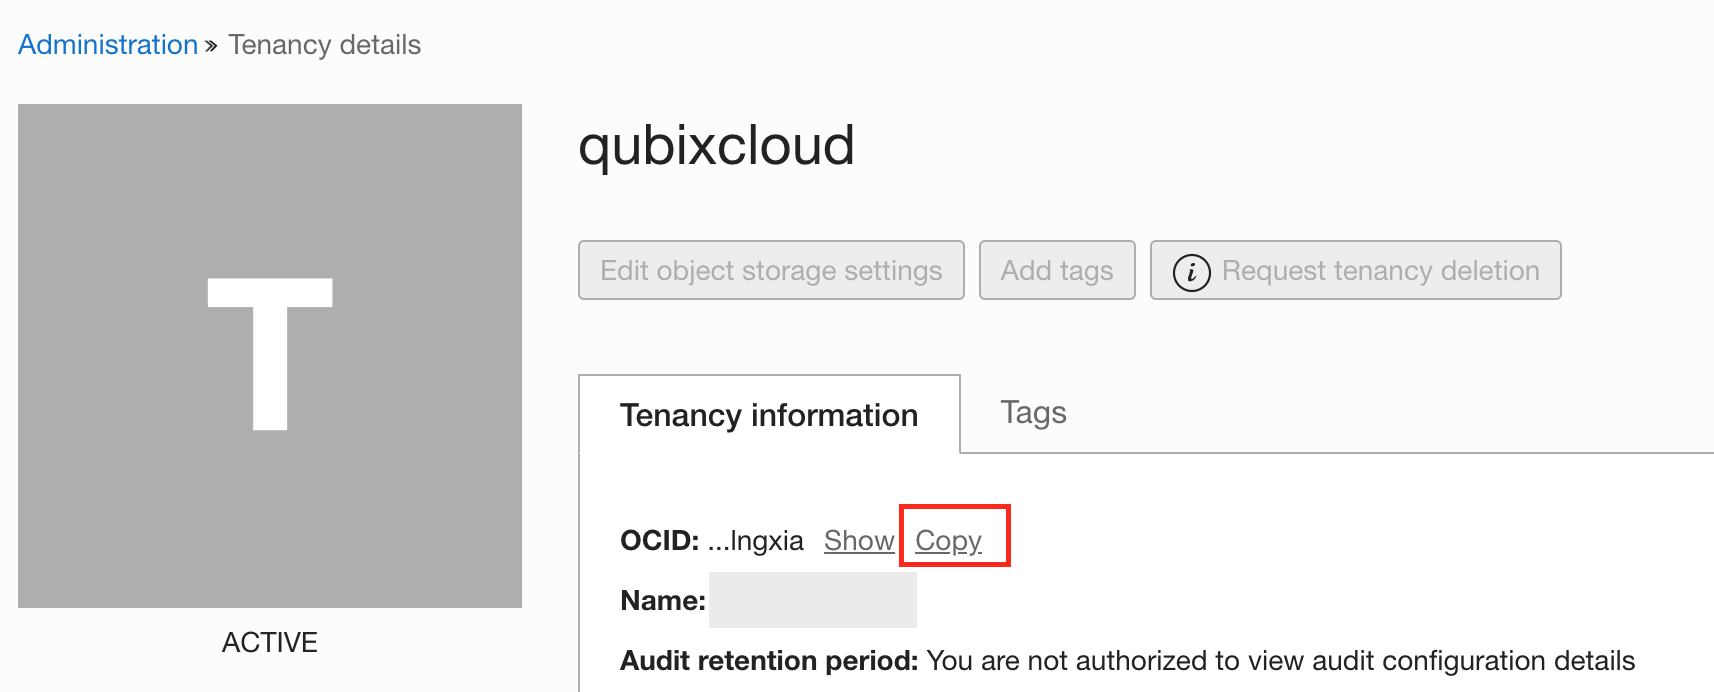 Administration » Tenancy details
qubixcloud
Edit object storage settings Add tags i Request tenancy deletion
T
Tenancy information Tags
OCID: ...lngxia Show Copy
Name:
ACTIVE
Audit retention period: You are not authorized to view audit configuration details